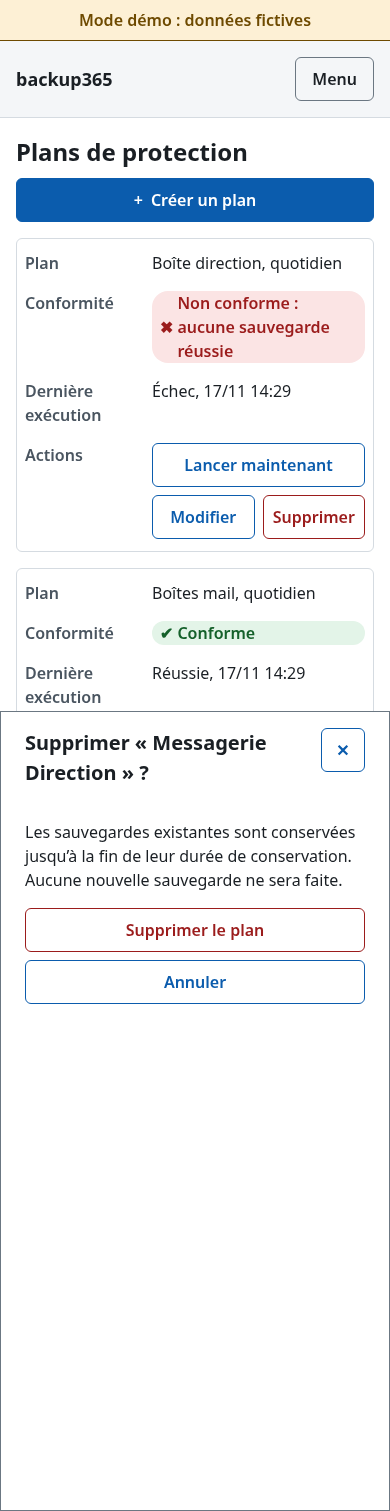 Mode démo : données fictives
backup365
Menu
Plans de protection
+ Créer un plan
Plan
Boîte direction, quotidien
Conformité
✖ Non conforme :
aucune sauvegarde
réussie
Dernière
exécution
Échec, 17/11 14:29
Actions
Lancer maintenant
Modifier
Supprimer
Plan
Boîtes mail, quotidien
Conformité
✔ Conforme
Dernière
exécution
Réussie, 17/11 14:29
Supprimer « Messagerie
Direction » ?
✕
Les sauvegardes existantes sont conservées
jusqu’à la fin de leur durée de conservation.
Aucune nouvelle sauvegarde ne sera faite.
Supprimer le plan
Annuler